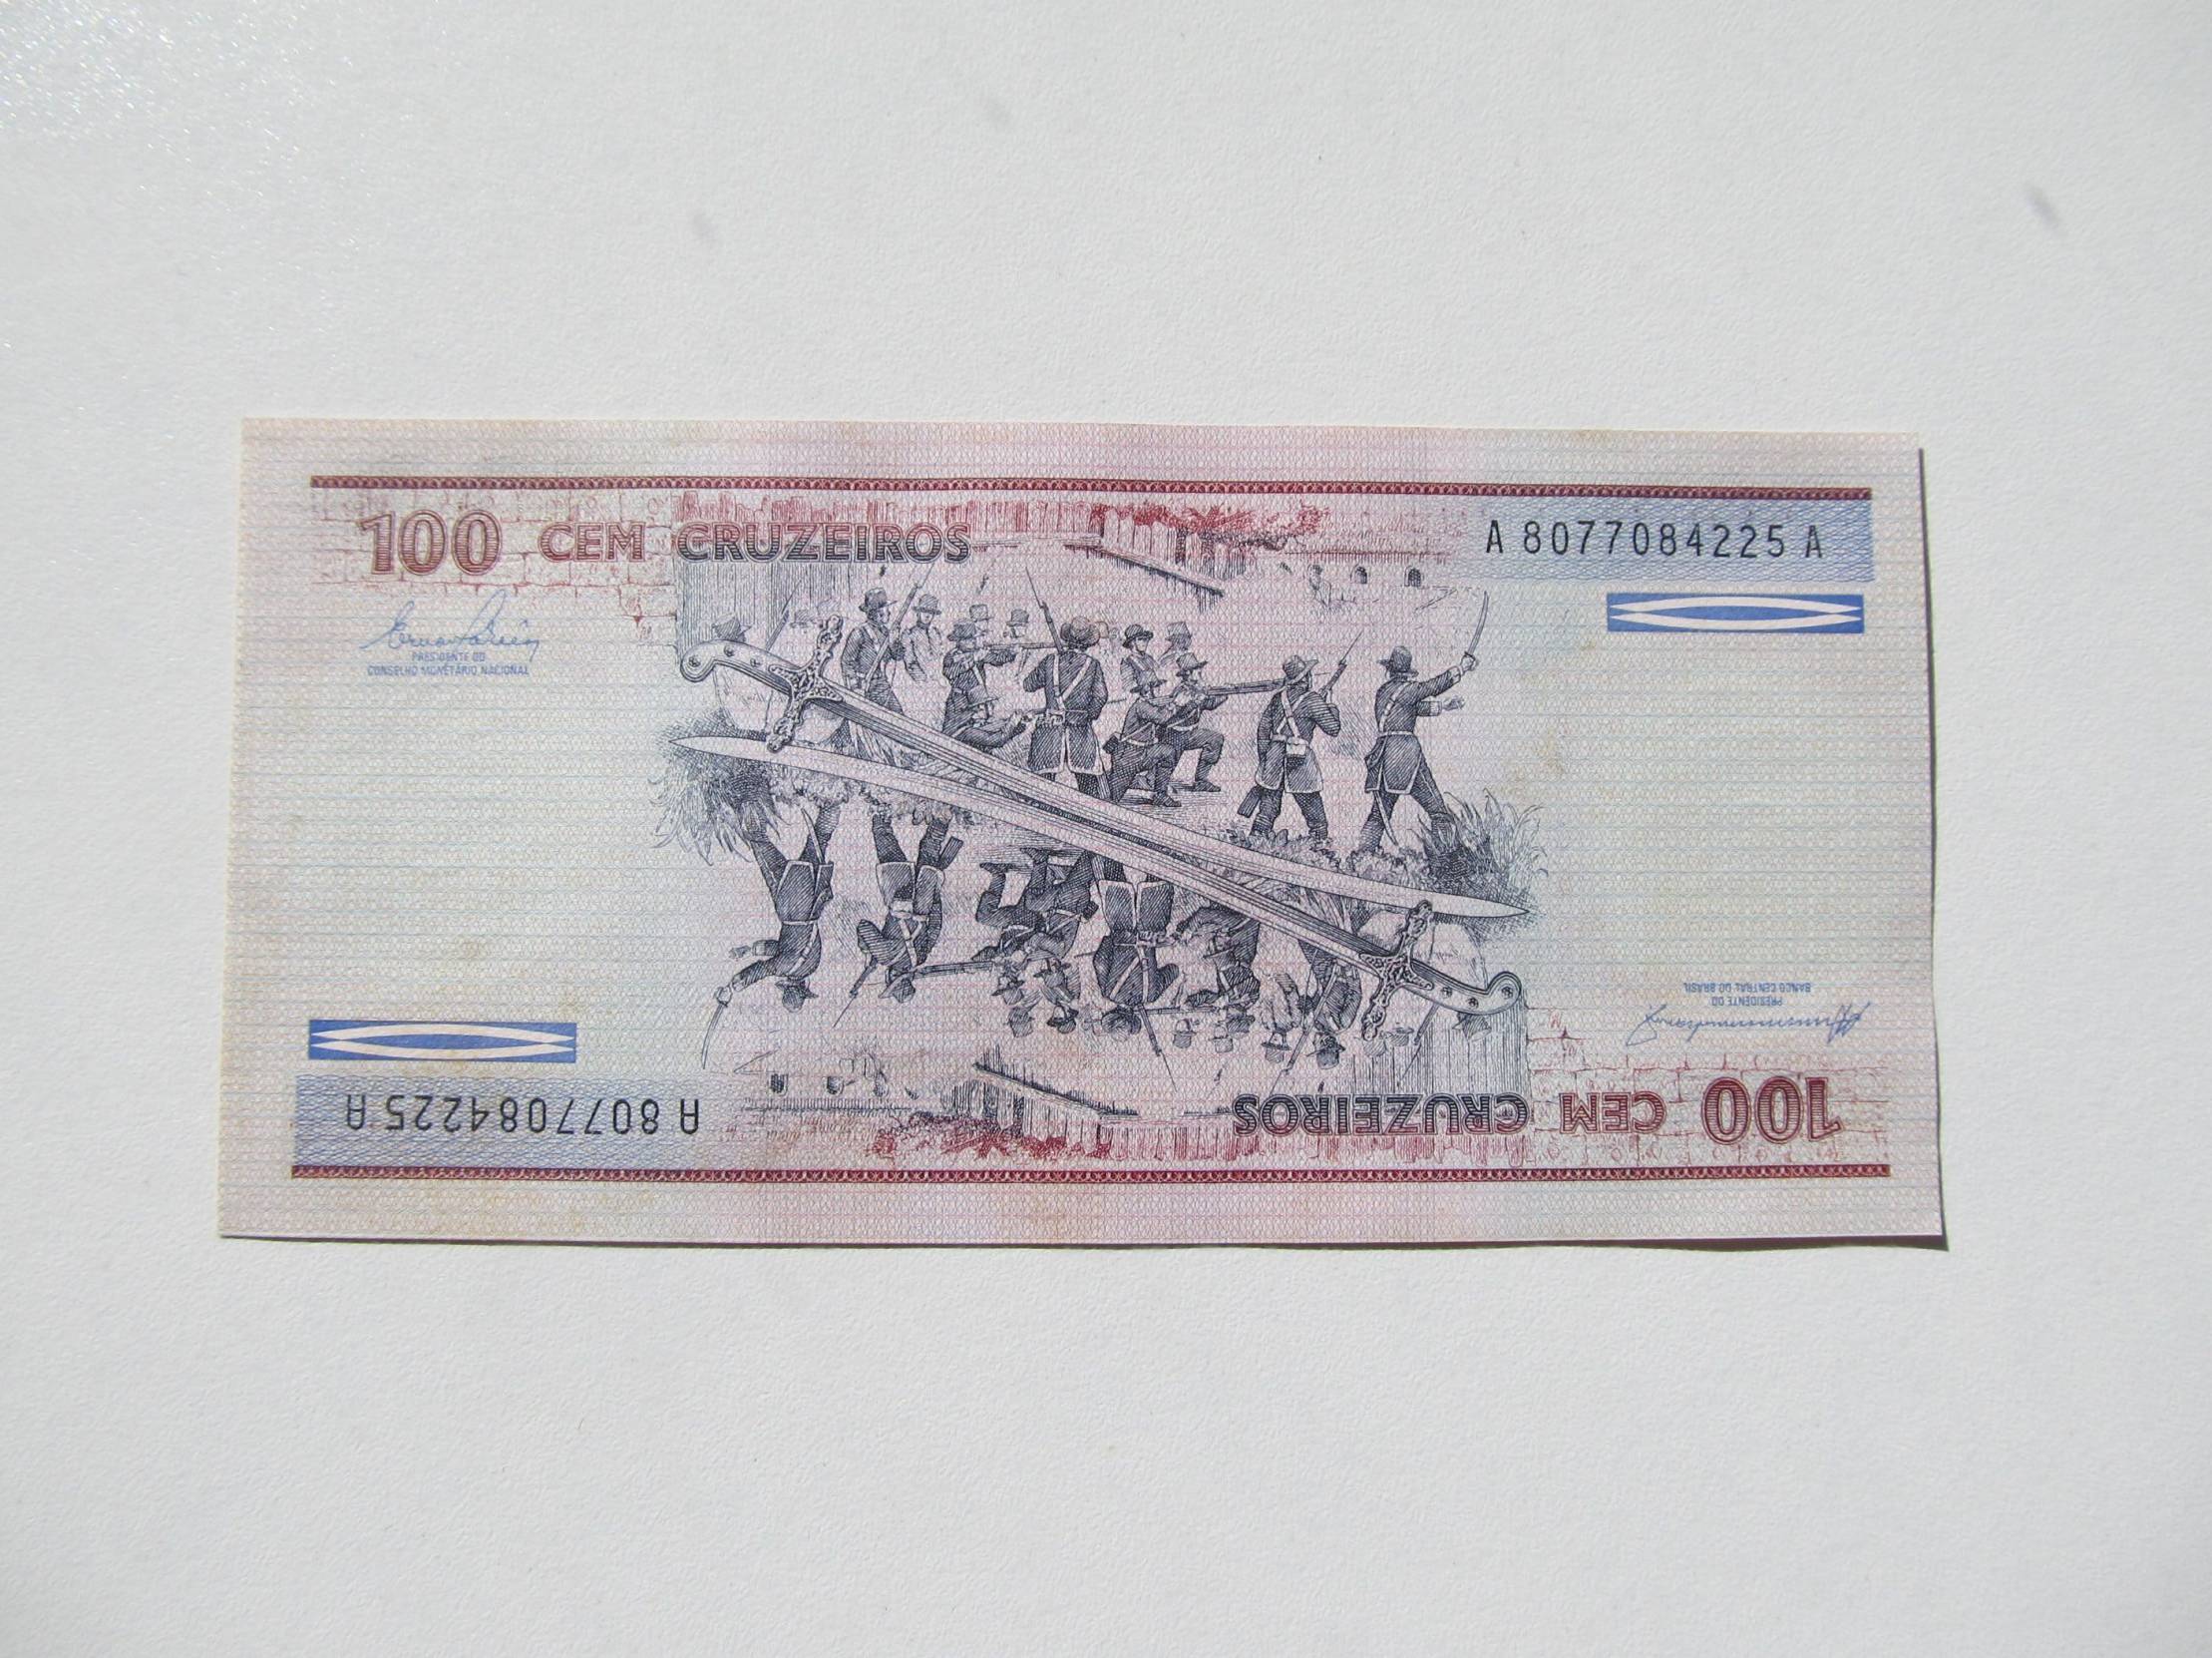 100 CEM CRUZEIROS
A 8077084225 A
PRESIDENTE DO
CONSELHO MONETÁRIO NACIONAL
PRESIDENTE DO
BANCO CENTRAL DO BRASIL
A 8077084225 A
100 CEM CRUZEIROS